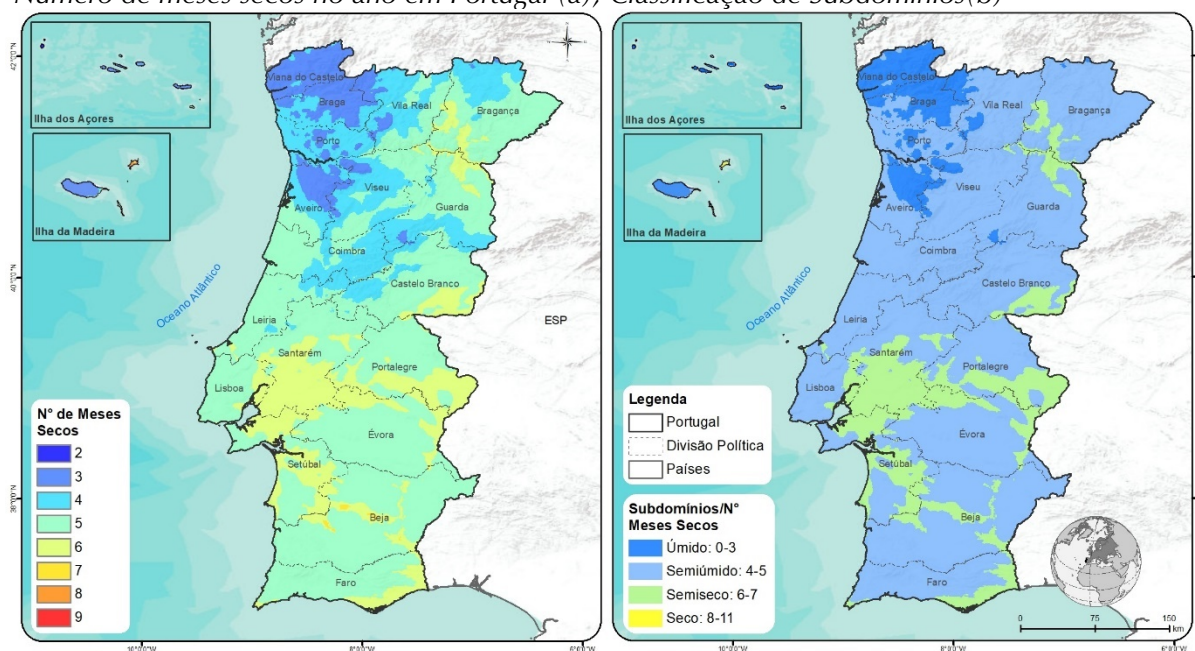 Número de meses secos no ano em Portugal (a); Classificação de Subdomínios(b)
Ilha dos Açores
Ilha da Madeira
Oceano Atlântico
Viana do Castelo
Braga
Vila Real
Bragança
Porto
Viseu
Aveiro
Guarda
Coimbra
Castelo Branco
Leiria
ESP
Santarém
Portalegre
Lisboa
Évora
Setúbal
Beja
Faro
N° de Meses
Secos
2
3
4
5
6
7
8
9
Ilha dos Açores
Ilha da Madeira
Oceano Atlântico
Viana do Castelo
Braga
Vila Real
Bragança
Porto
Viseu
Aveiro
Guarda
Coimbra
Castelo Branco
Leiria
Santarém
Portalegre
Lisboa
Évora
Setúbal
Beja
Faro
Legenda
Portugal
Divisão Política
Países
Subdomínios/N°
Meses Secos
Úmido: 0-3
Semiúmido: 4-5
Semiseco: 6-7
Seco: 8-11
0 75 150
km